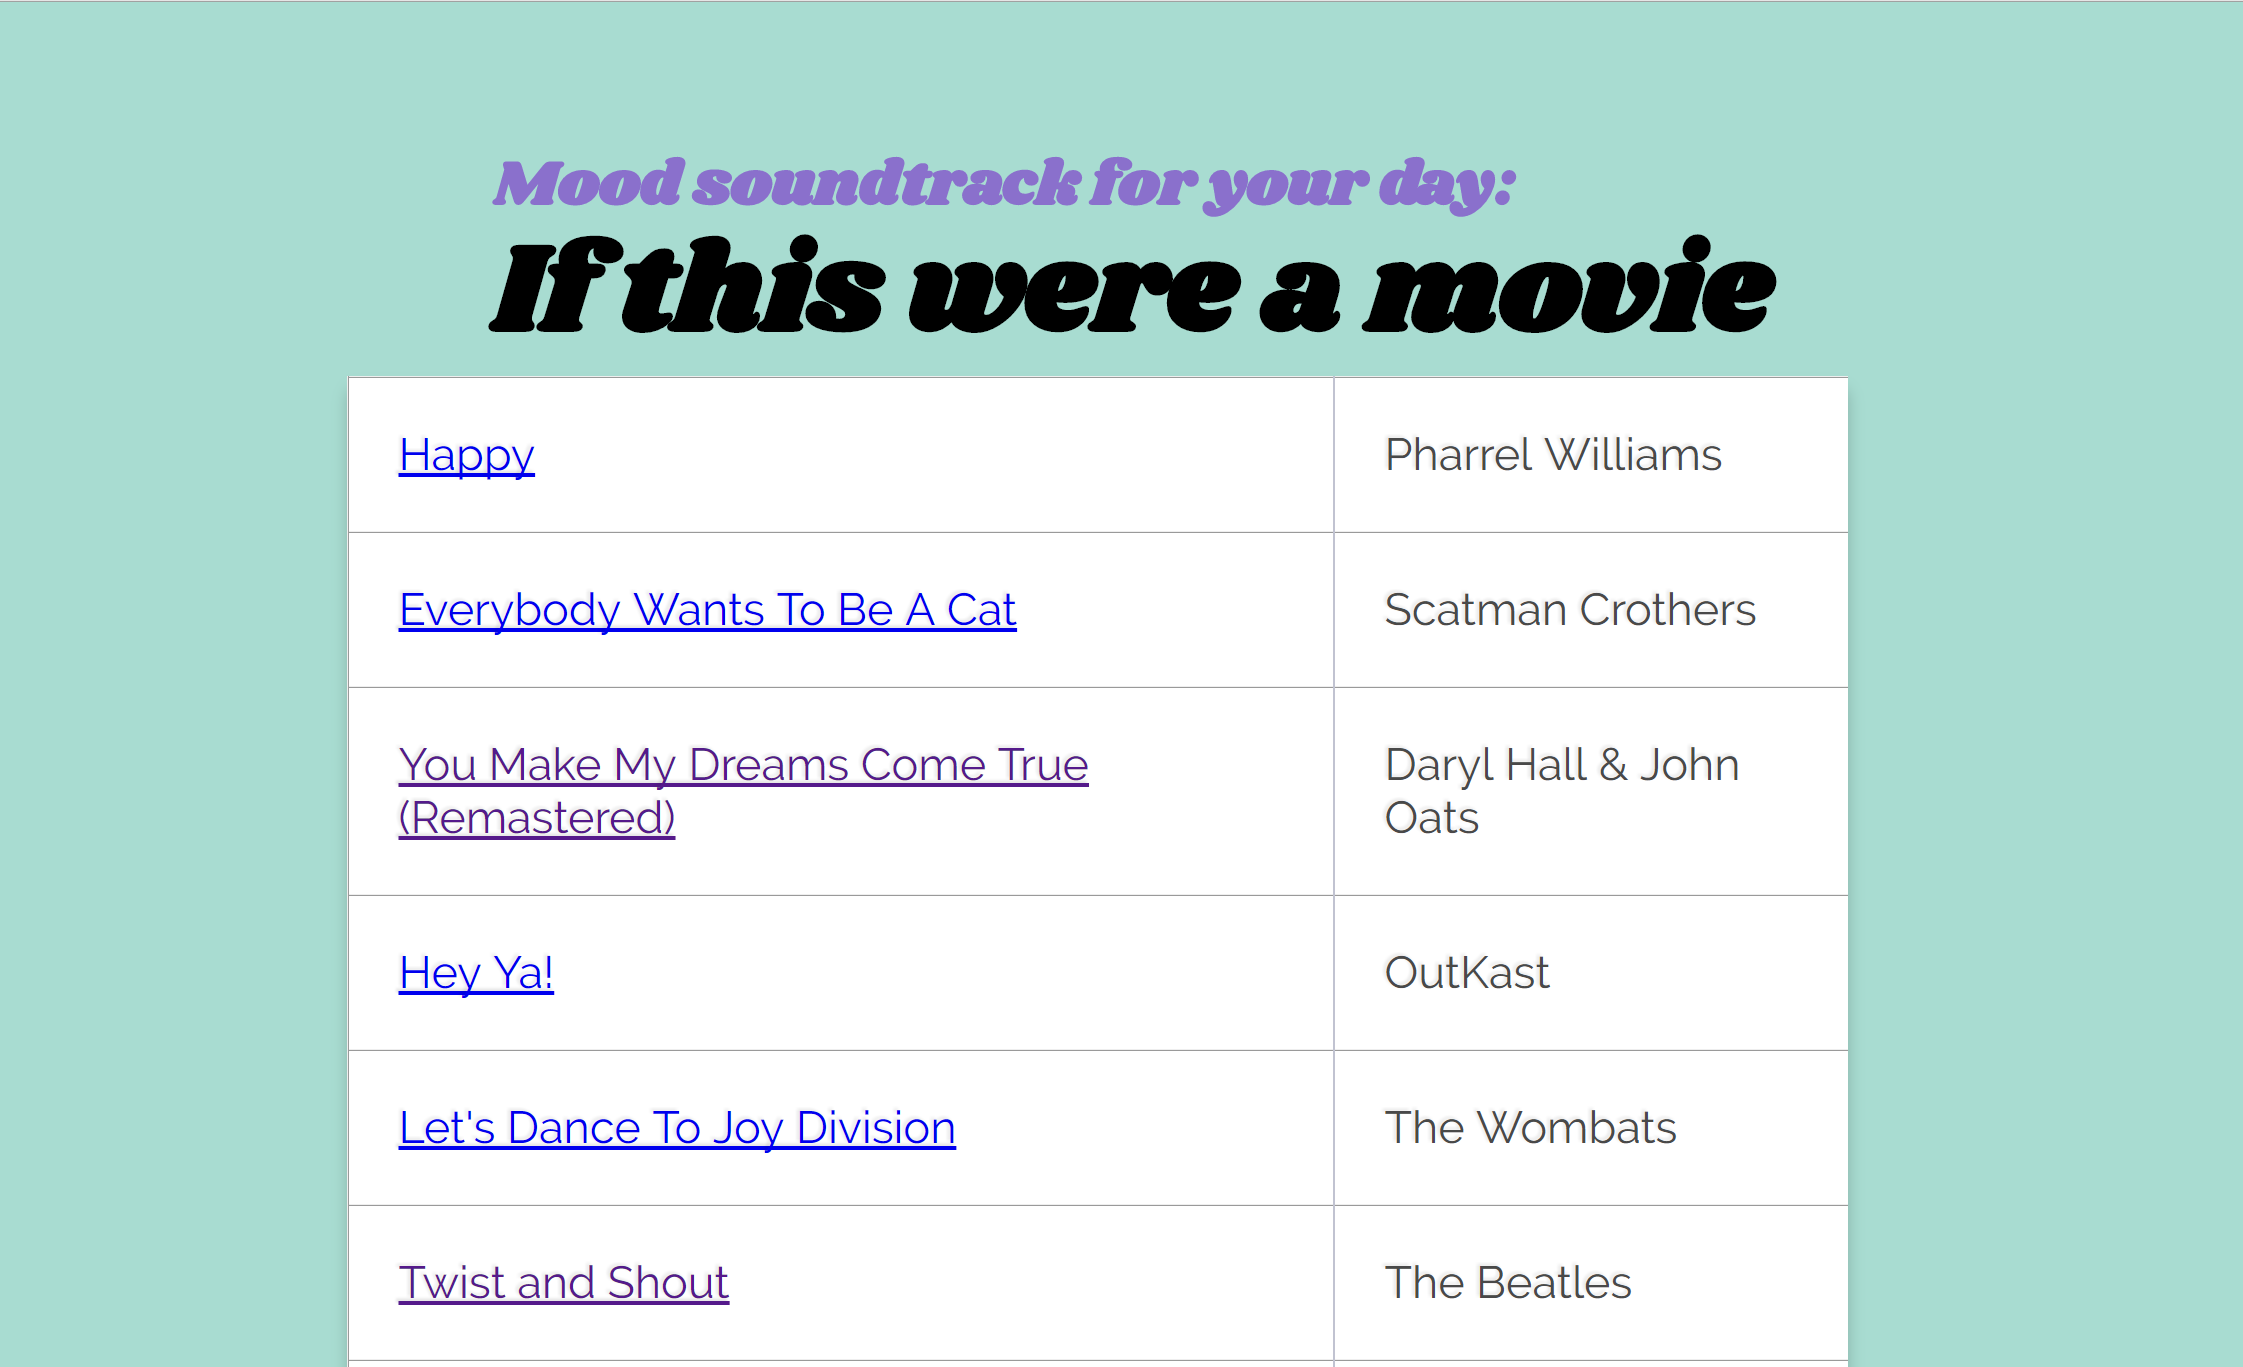 Mood soundtrack for your day:
If this were a movie
Happy
Pharrel Williams
Everybody Wants To Be A Cat
Scatman Crothers
You Make My Dreams Come True
(Remastered)
Daryl Hall & John
Oats
Hey Ya!
OutKast
Let's Dance To Joy Division
The Wombats
Twist and Shout
The Beatles